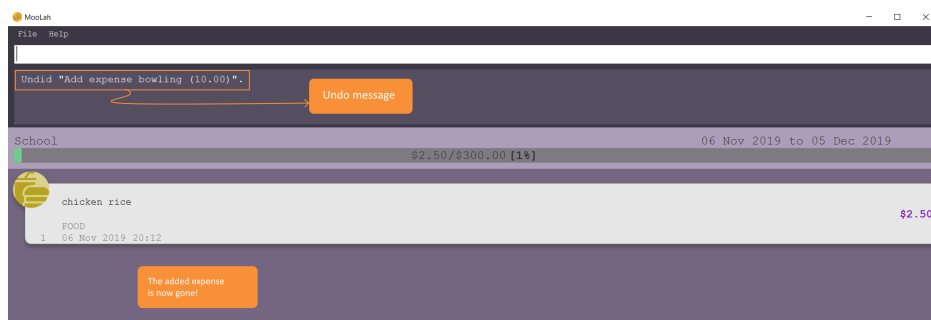 MooLah
File Help
Undid "Add expense bowling (10.00)".
Undo message
School 06 Nov 2019 to 05 Dec 2019
$2.50/$300.00 [1%]
chicken rice
$2.50
FOOD
1 06 Nov 2019 20:12
The added expense
is now gone!